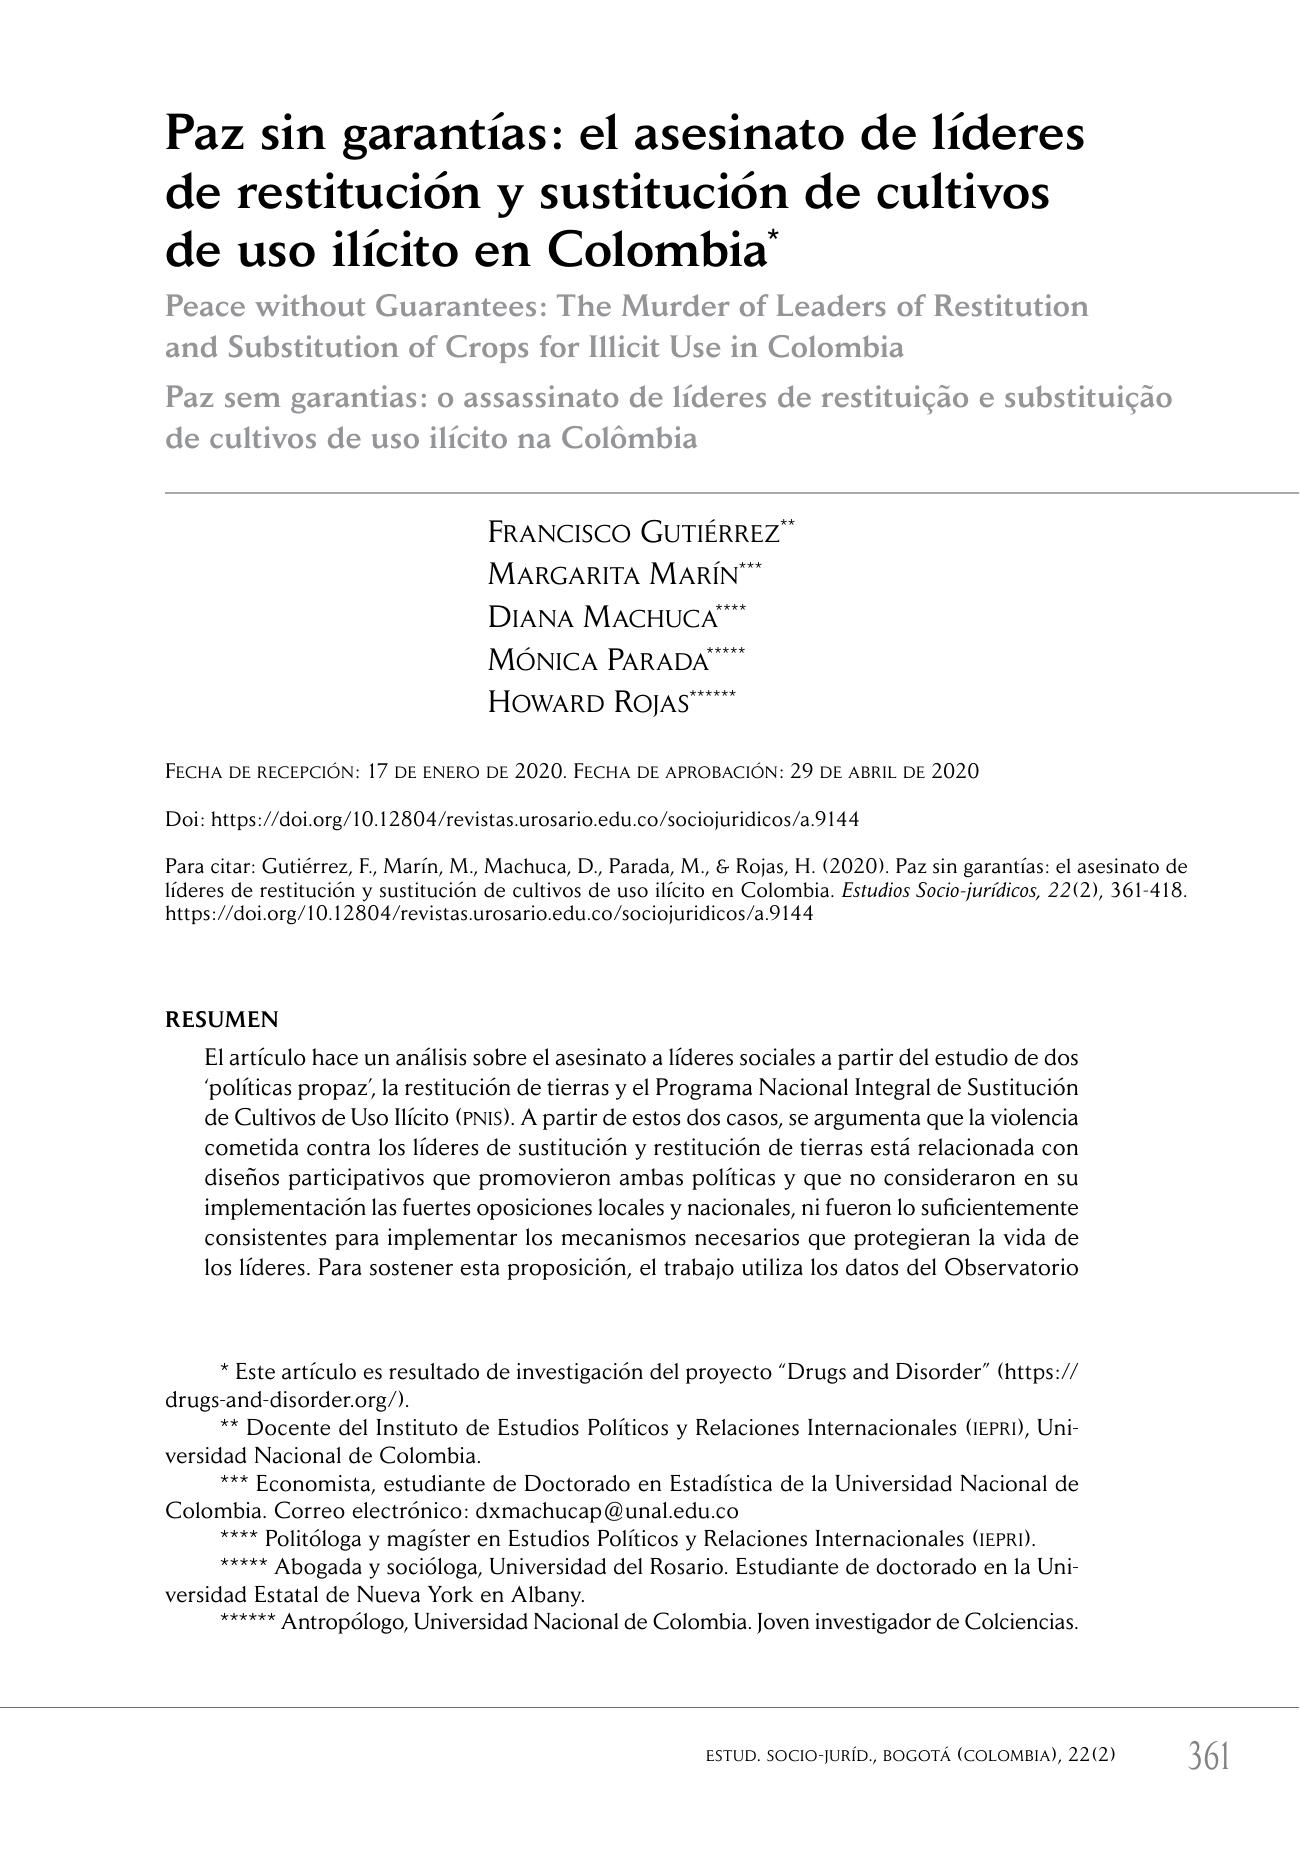 Paz sin garantías: el asesinato de líderes
de restitución y sustitución de cultivos
de uso ilícito en Colombia*
Peace without Guarantees: The Murder of Leaders of Restitution
and Substitution of Crops for Illicit Use in Colombia
Paz sem garantias: o assassinato de líderes de restituição e substituição
de cultivos de uso ilícito na Colômbia
Francisco Gutiérrez**
Margarita Marín***
Diana Machuca****
Mónica Parada*****
Howard Rojas******
Fecha de recepción: 17 de enero de 2020. Fecha de aprobación: 29 de abril de 2020
Doi: https://doi.org/10.12804/revistas.urosario.edu.co/sociojuridicos/a.9144
Para citar: Gutiérrez, F., Marín, M., Machuca, D., Parada, M., & Rojas, H. (2020). Paz sin garantías: el asesinato de
líderes de restitución y sustitución de cultivos de uso ilícito en Colombia. Estudios Socio-jurídicos, 22(2), 361-418.
https://doi.org/10.12804/revistas.urosario.edu.co/sociojuridicos/a.9144
RESUMEN
El artículo hace un análisis sobre el asesinato a líderes sociales a partir del estudio de dos
‘políticas propaz’, la restitución de tierras y el Programa Nacional Integral de Sustitución
de Cultivos de Uso Ilícito (PNIS). A partir de estos dos casos, se argumenta que la violencia
cometida contra los líderes de sustitución y restitución de tierras está relacionada con
diseños participativos que promovieron ambas políticas y que no consideraron en su
implementación las fuertes oposiciones locales y nacionales, ni fueron lo suficientemente
consistentes para implementar los mecanismos necesarios que protegieran la vida de
los líderes. Para sostener esta proposición, el trabajo utiliza los datos del Observatorio
* Este artículo es resultado de investigación del proyecto “Drugs and Disorder” (https://
drugs-and-disorder.org/).
** Docente del Instituto de Estudios Políticos y Relaciones Internacionales (IEPRI), Uni-
versidad Nacional de Colombia.
*** Economista, estudiante de Doctorado en Estadística de la Universidad Nacional de
Colombia. Correo electrónico: dxmachucap@unal.edu.co
**** Politóloga y magíster en Estudios Políticos y Relaciones Internacionales (IEPRI).
***** Abogada y socióloga, Universidad del Rosario. Estudiante de doctorado en la Uni-
versidad Estatal de Nueva York en Albany.
****** Antropólogo, Universidad Nacional de Colombia. Joven investigador de Colciencias.
ESTUD. SOCIO-JURÍD., BOGOTÁ (COLOMBIA), 22(2) 361